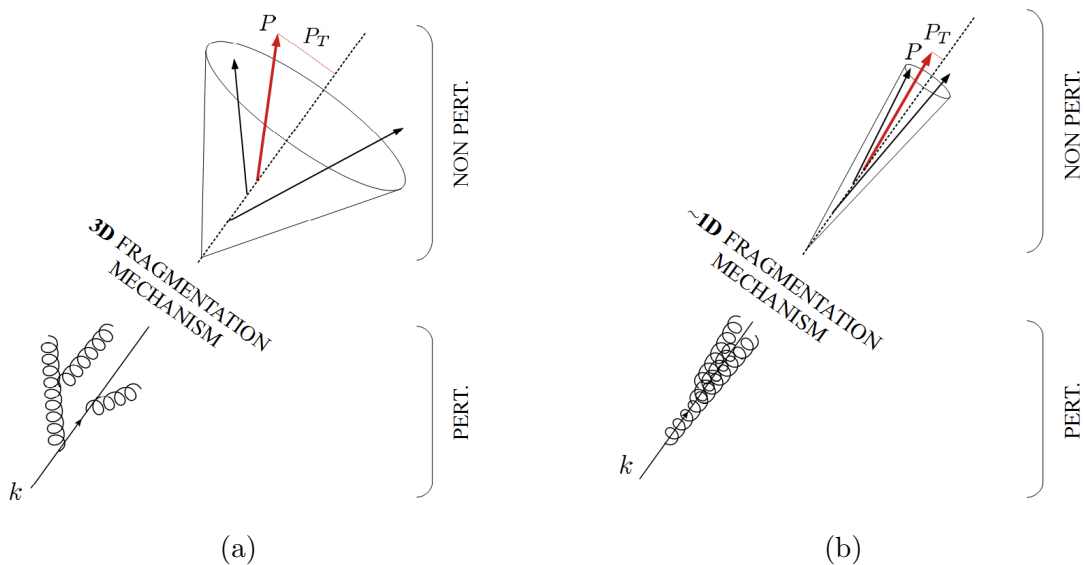 P
P_T
NON PERT.
3D FRAGMENTATION
MECHANISM
PERT.
k
(a)
P
P_T
NON PERT.
~1D FRAGMENTATION
MECHANISM
PERT.
k
(b)